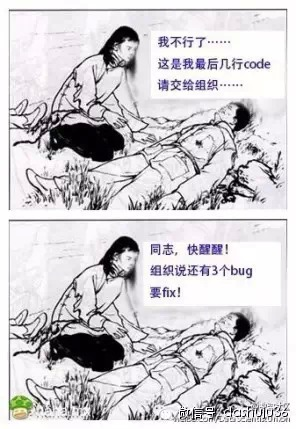 我不行了……
这是我最后几行code
请交给组织……
同志，快醒醒！
组织说还有3个bug
要fix！
微信号: dashuju36